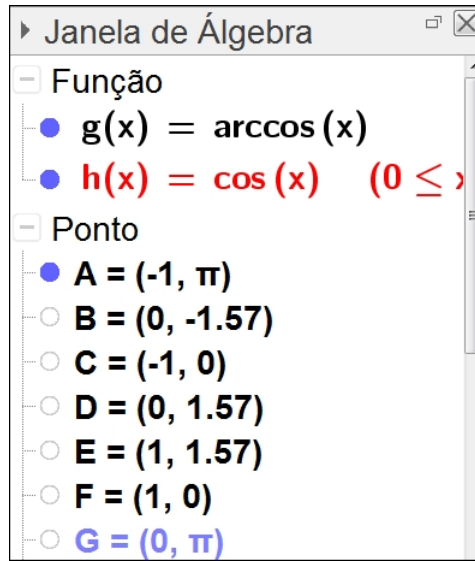 Janela de Álgebra
Função
g(x) = arccos (x)
h(x) = cos (x) (0 ≤
Ponto
A = (-1, π)
B = (0, -1.57)
C = (-1, 0)
D = (0, 1.57)
E = (1, 1.57)
F = (1, 0)
G = (0, π)